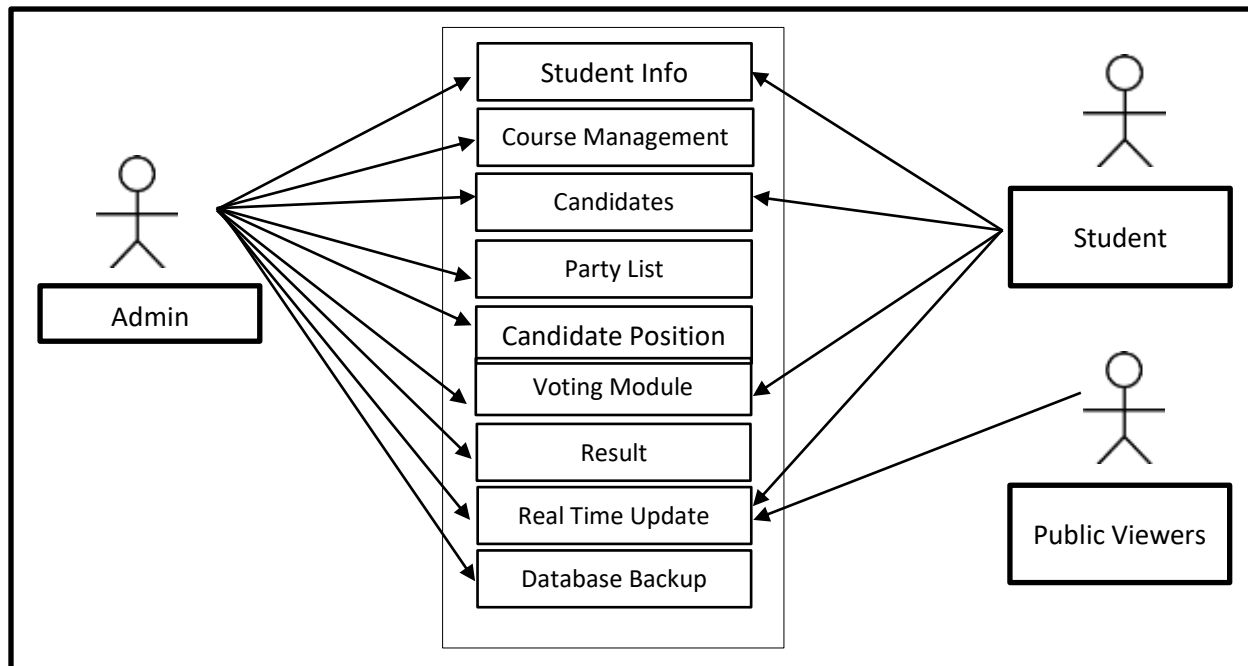 Student Info
Course Management
Candidates
Party List
Candidate Position
Voting Module
Result
Real Time Update
Database Backup
Admin
Student
Public Viewers